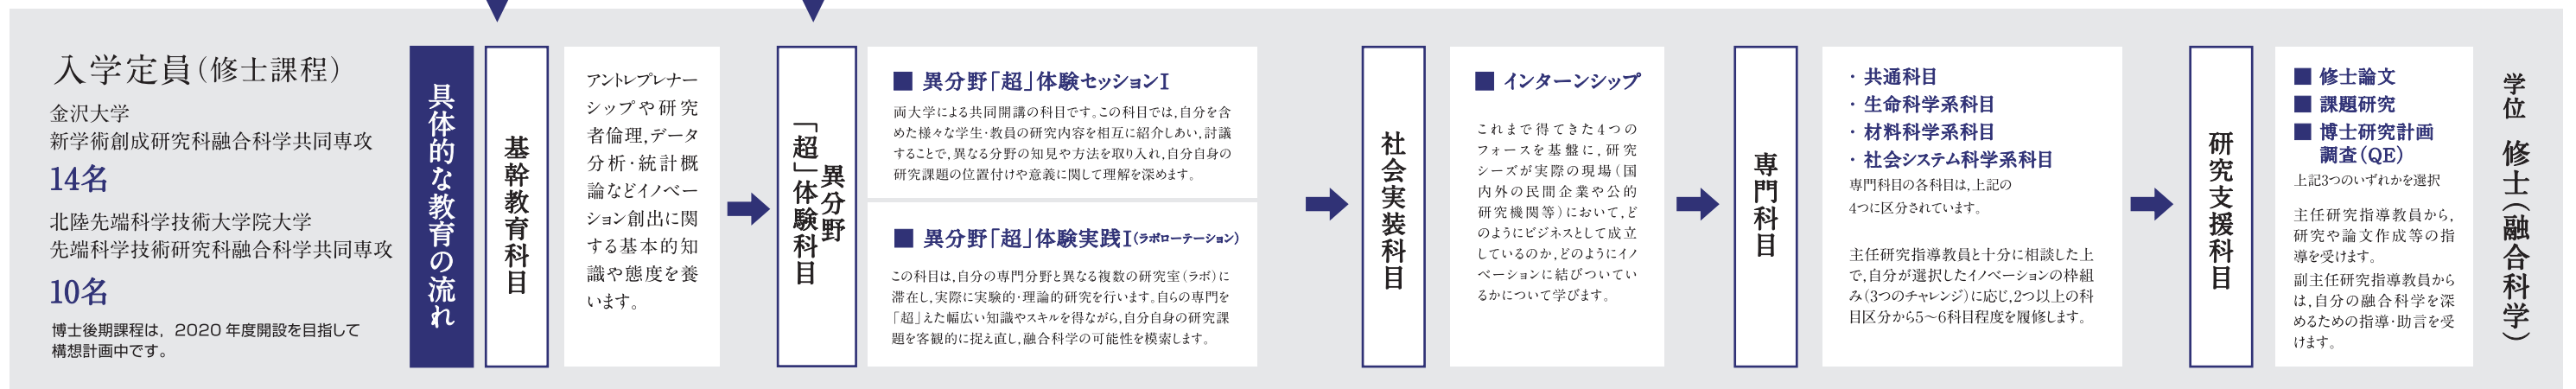 入学定員（修士課程）
金沢大学
新学術創成研究科融合科学共同専攻
14名
北陸先端科学技術大学院大学
先端科学技術研究科融合科学共同専攻
10名
博士後期課程は，2020 年度開設を目指して
構想計画中です。
具体的な教育の流れ
基幹教育科目
アントレプレナー
シップや研究
者倫理，データ
分析・統計概
論などイノベー
ション創出に関
する基本的知
識や態度を養
います。
異分野
「超」体験科目
■ 異分野「超」体験セッションⅠ
両大学による共同開講の科目です。この科目では，自分を含
めた様々な学生・教員の研究内容を相互に紹介しあい，討議
することで，異なる分野の知見や方法を取り入れ，自分自身の
研究課題の位置付けや意義に関して理解を深めます。
■ 異分野「超」体験実践Ⅰ（ラボローテーション）
この科目は，自分の専門分野と異なる複数の研究室（ラボ）に
滞在し，実際に実験的・理論的研究を行います。自らの専門を
「超」えた幅広い知識やスキルを得ながら，自分自身の研究課
題を客観的に捉え直し，融合科学の可能性を模索します。
社会実装科目
■ インターンシップ
これまで得てきた4つの
フォースを基盤に，研究
シーズが実際の現場（国
内外の民間企業や公的
研究機関等）において，ど
のようにビジネスとして成立
しているのか，どのようにイノ
ベーションに結びついてい
るかについて学びます。
専門科目
・共通科目
・生命科学系科目
・材料科学系科目
・社会システム科学系科目
専門科目の各科目は，上記の
4つに区分されています。
主任研究指導教員と十分に相談した上
で，自分が選択したイノベーションの枠組
み（3つのチャレンジ）に応じ，2つ以上の科
目区分から5～6科目程度を履修します。
研究支援科目
■ 修士論文
■ 課題研究
■ 博士研究計画
調査（QE）
上記3つのいずれかを選択
主任研究指導教員から，
研究や論文作成等の指
導を受けます。
副主任研究指導教員から
は，自分の融合科学を深
めるための指導・助言を受
けます。
学位 修士（融合科学）